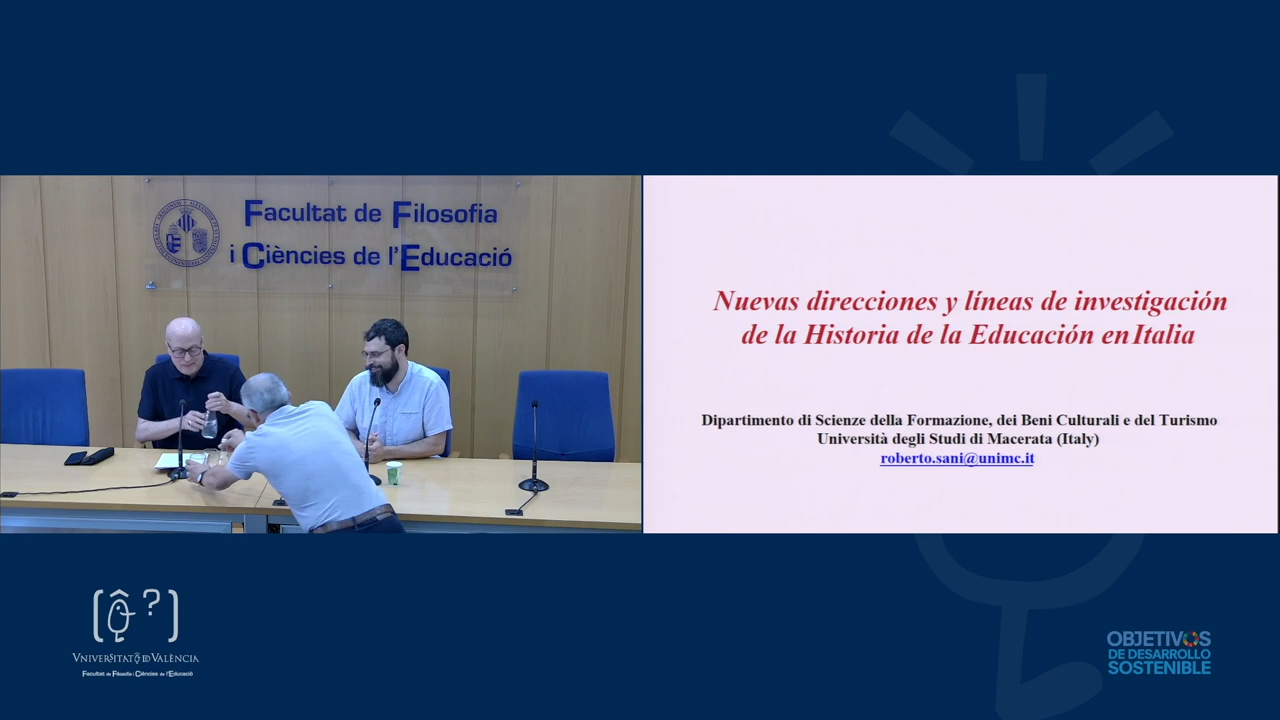 Facultat de Filosofia
i Ciències de l'Educació
Nuevas direcciones y líneas de investigación
de la Historia de la Educación en Italia
Dipartimento di Scienze della Formazione, dei Beni Culturali e del Turismo
Università degli Studi di Macerata (Italy)
roberto.sani@unimc.it
[ ?]
VNIVERSITAT D VALÈNCIA
Facultat de Filosofia i Ciències de l'Educació
OBJETIVOS
DE DESARROLLO
SOSTENIBLE